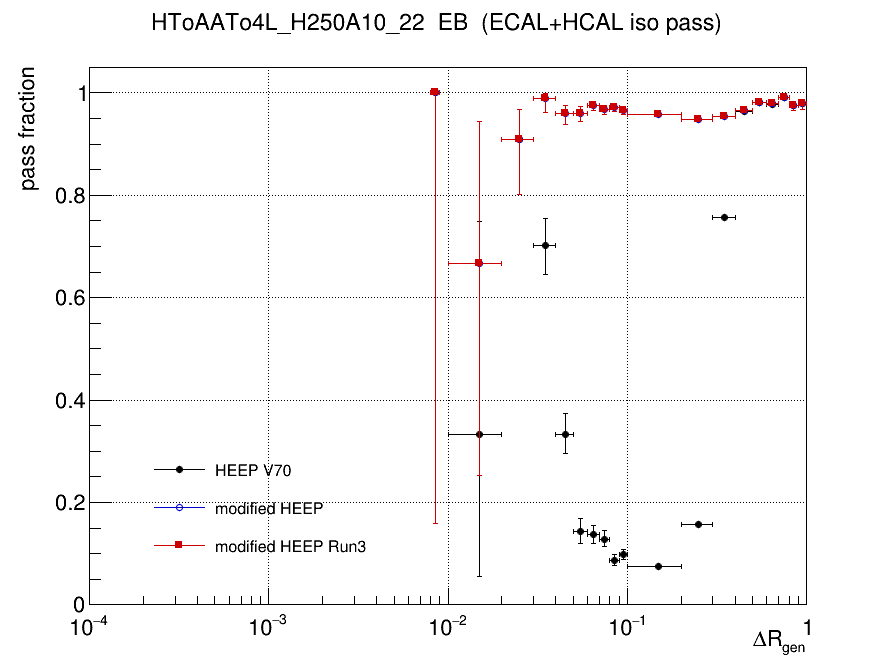 HToAATo4L_H250A10_22 EB (ECAL+HCAL iso pass)
pass fraction
1
0.8
0.6
0.4
0.2
0
HEEP V70
modified HEEP
modified HEEP Run3
10⁻⁴ 10⁻³ 10⁻² 10⁻¹ 1
ΔR_gen